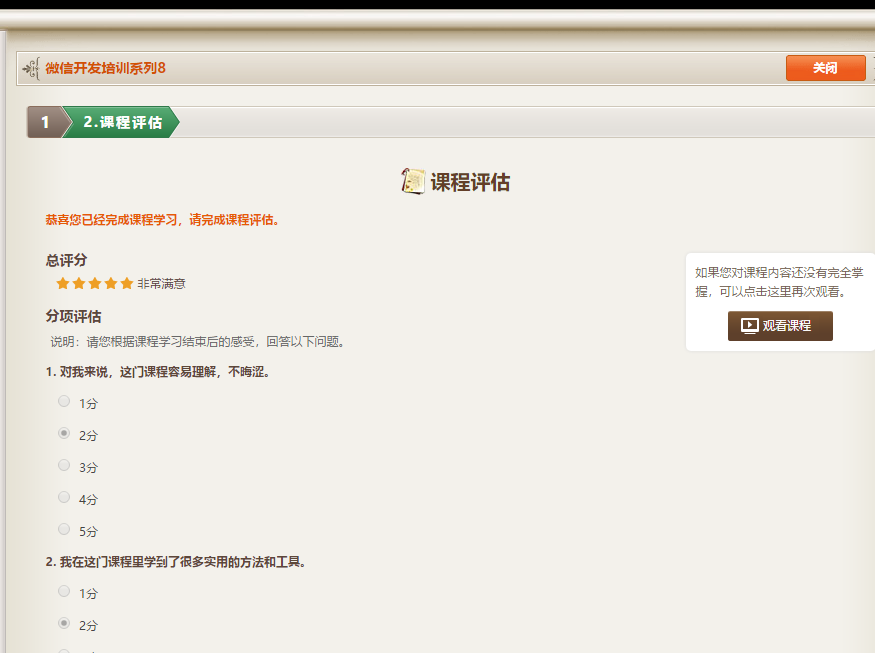 微信开发培训系列8
关闭
1
2.课程评估
课程评估
恭喜您已经完成课程学习，请完成课程评估。
总评分
非常满意
如果您对课程内容还没有完全掌
握，可以点击这里再次观看。
观看课程
分项评估
说明：请您根据课程学习结束后的感受，回答以下问题。
1. 对我来说，这门课程容易理解，不晦涩。
1分
2分
3分
4分
5分
2. 我在这门课程里学到了很多实用的方法和工具。
1分
2分